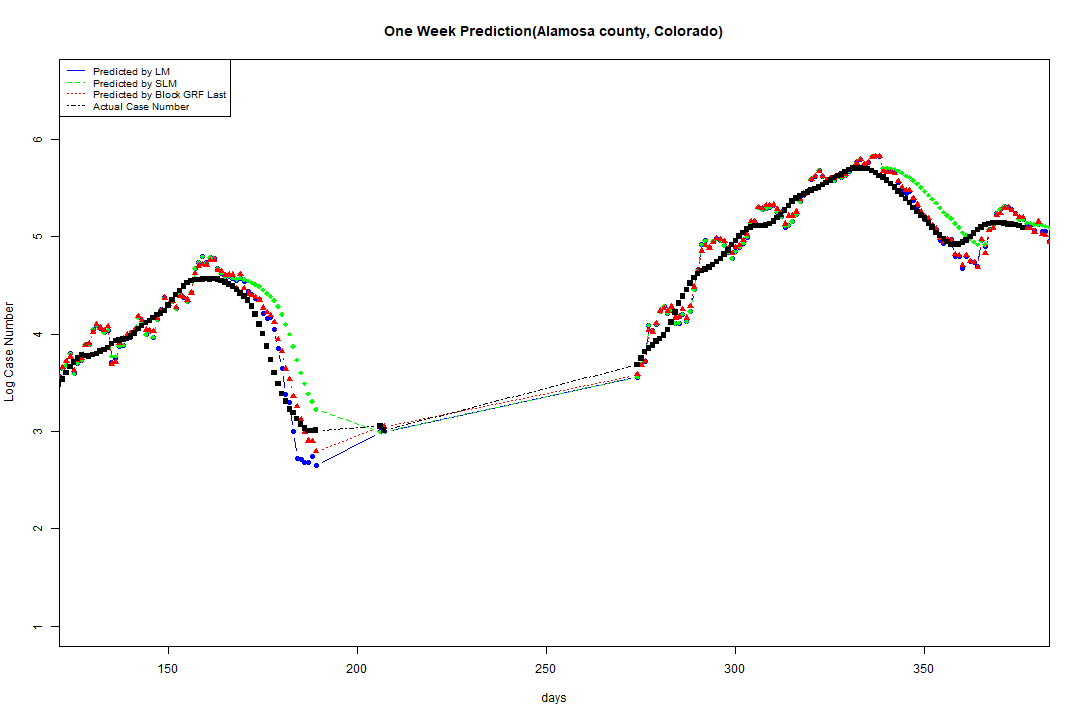 One Week Prediction(Alamosa county, Colorado)
Predicted by LM
Predicted by SLM
Predicted by Block GRF Last
Actual Case Number
6
5
4
3
2
1
Log Case Number
150 200 250 300 350
days